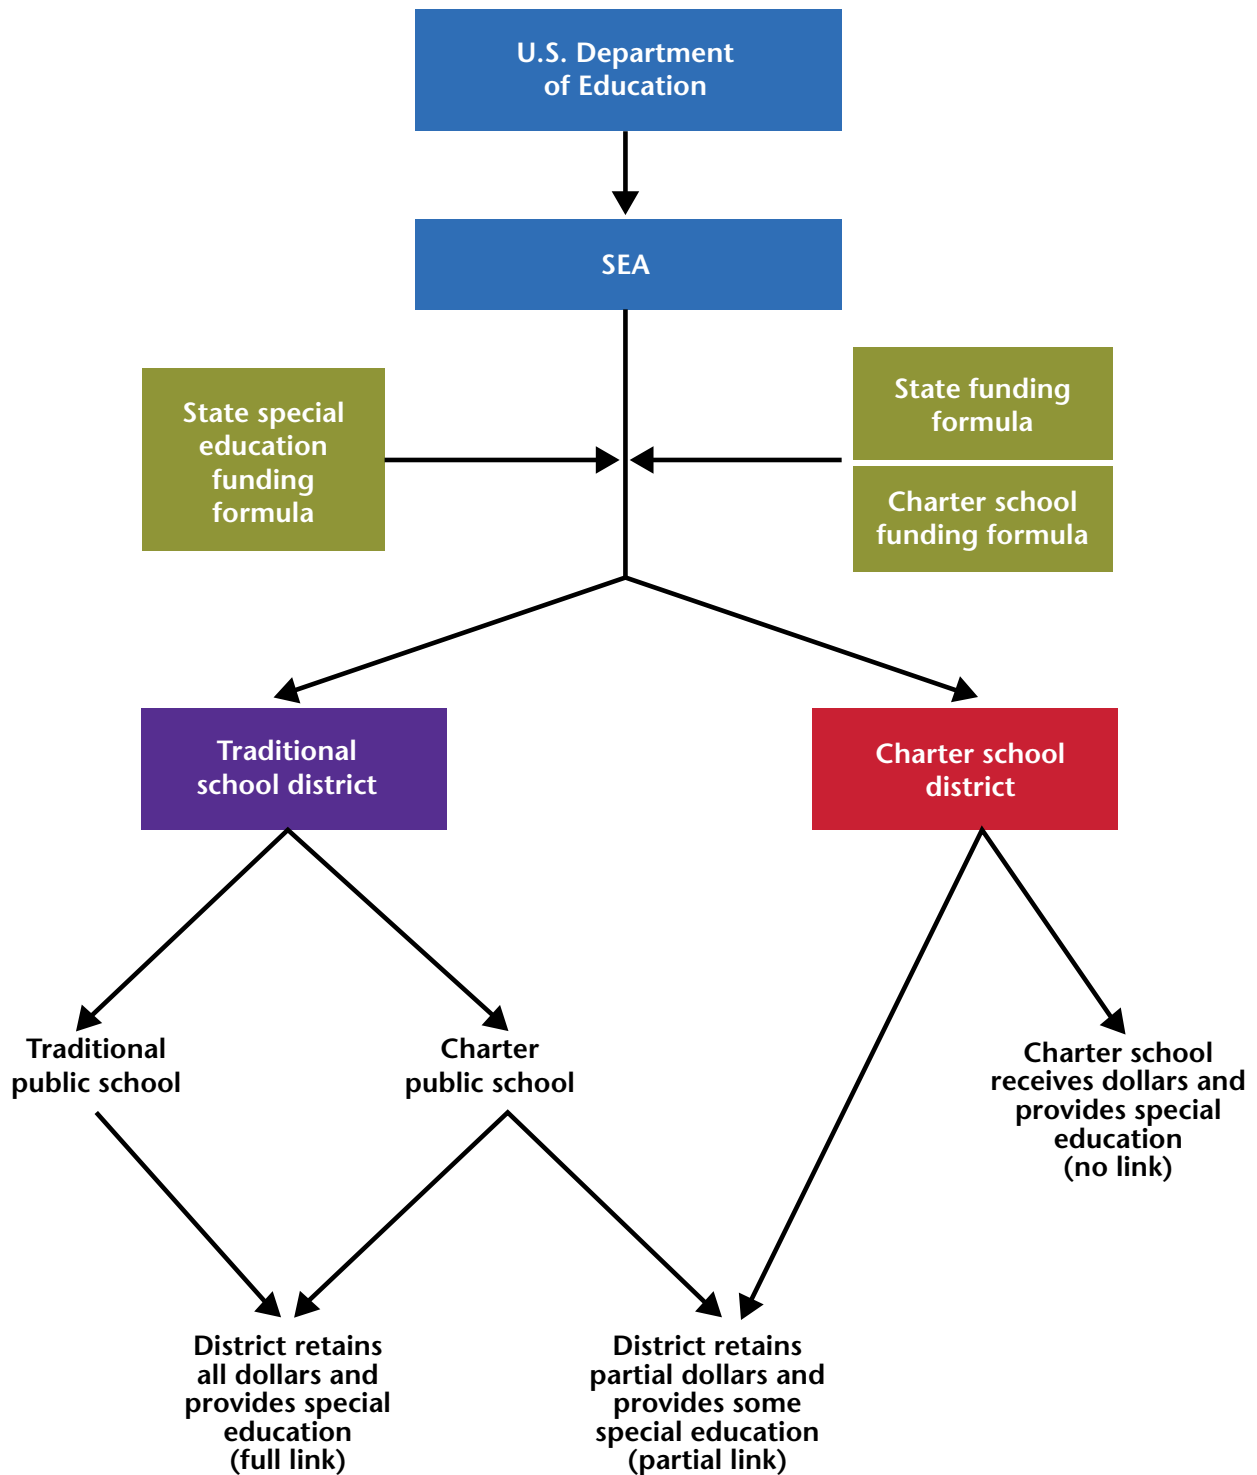 U.S. Department
of Education
SEA
State special
education
funding
formula
State funding
formula
Charter school
funding formula
Traditional
school district
Charter school
district
Traditional
public school
Charter
public school
Charter school
receives dollars and
provides special
education
(no link)
District retains
all dollars and
provides special
education
(full link)
District retains
partial dollars and
provides some
special education
(partial link)